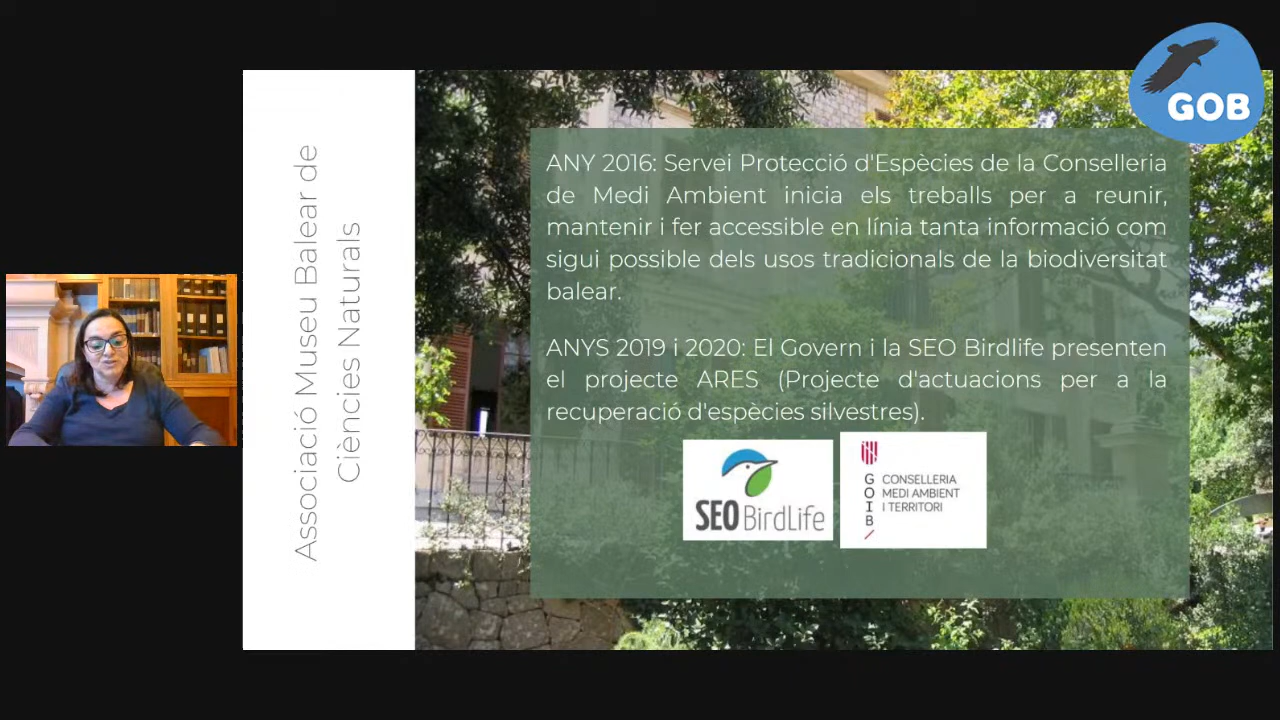 Associació Museu Balear de
Ciències Naturals
GOB
ANY 2016: Servei Protecció d'Espècies de la Conselleria
de Medi Ambient inicia els treballs per a reunir,
mantenir i fer accessible en línia tanta informació com
sigui possible dels usos tradicionals de la biodiversitat
balear.
ANYS 2019 i 2020: El Govern i la SEO Birdlife presenten
el projecte ARES (Projecte d'actuacions per a la
recuperació d'espècies silvestres).
SEO BirdLife
GOIB/
CONSELLERIA
MEDI AMBIENT
I TERRITORI